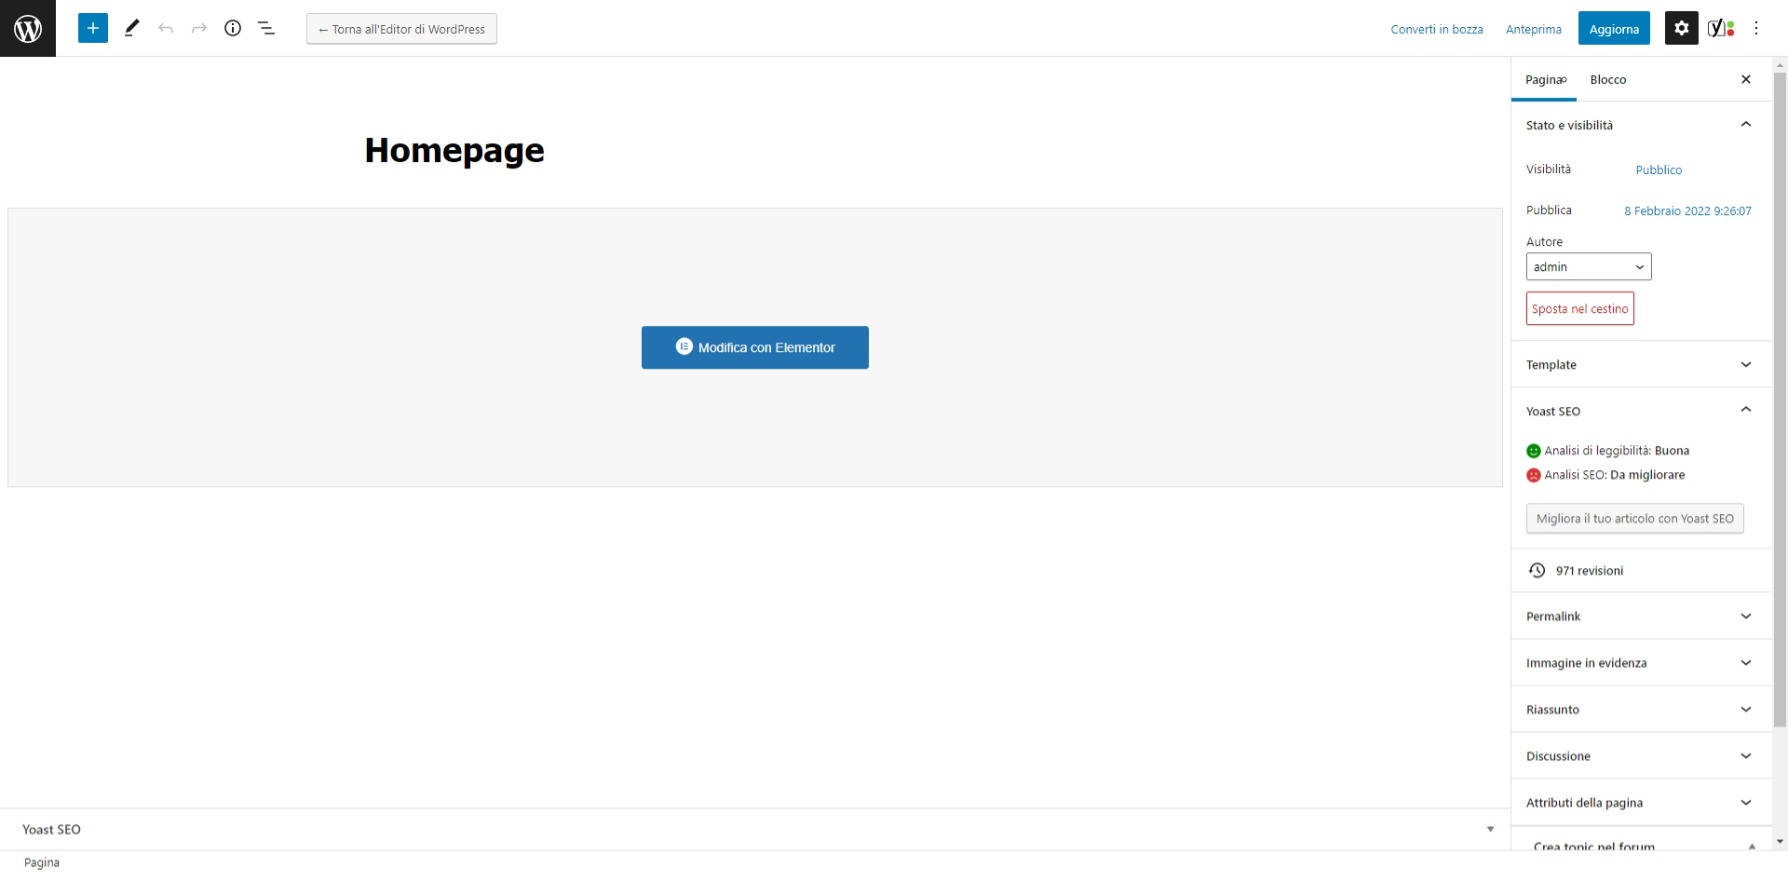 ← Torna all'Editor di WordPress
Converti in bozza
Anteprima
Aggiorna
Pagina
Blocco
Homepage
Modifica con Elementor
Stato e visibilità
Visibilità
Pubblico
Pubblica
8 Febbraio 2022 9:26:07
Autore
admin
Sposta nel cestino
Template
Yoast SEO
Analisi di leggibilità: Buona
Analisi SEO: Da migliorare
Migliora il tuo articolo con Yoast SEO
971 revisioni
Permalink
Immagine in evidenza
Riassunto
Discussione
Attributi della pagina
Crea topic nel forum
Yoast SEO
Pagina